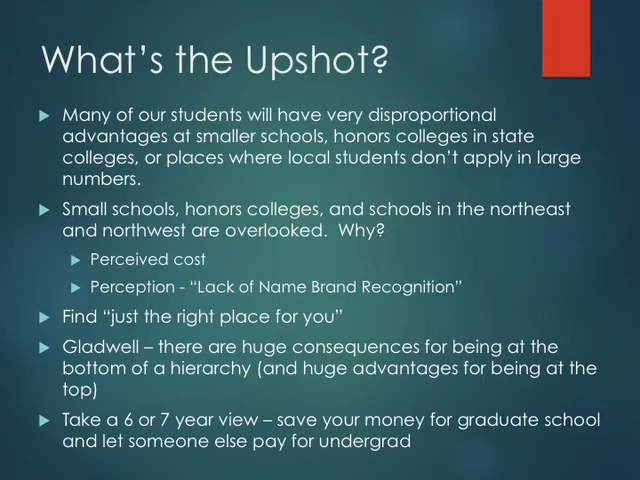 What’s the Upshot?
Many of our students will have very disproportional
advantages at smaller schools, honors colleges in state
colleges, or places where local students don’t apply in large
numbers.
Small schools, honors colleges, and schools in the northeast
and northwest are overlooked.  Why?
Perceived cost
Perception - “Lack of Name Brand Recognition”
Find “just the right place for you”
Gladwell – there are huge consequences for being at the
bottom of a hierarchy (and huge advantages for being at the
top)
Take a 6 or 7 year view – save your money for graduate school
and let someone else pay for undergrad